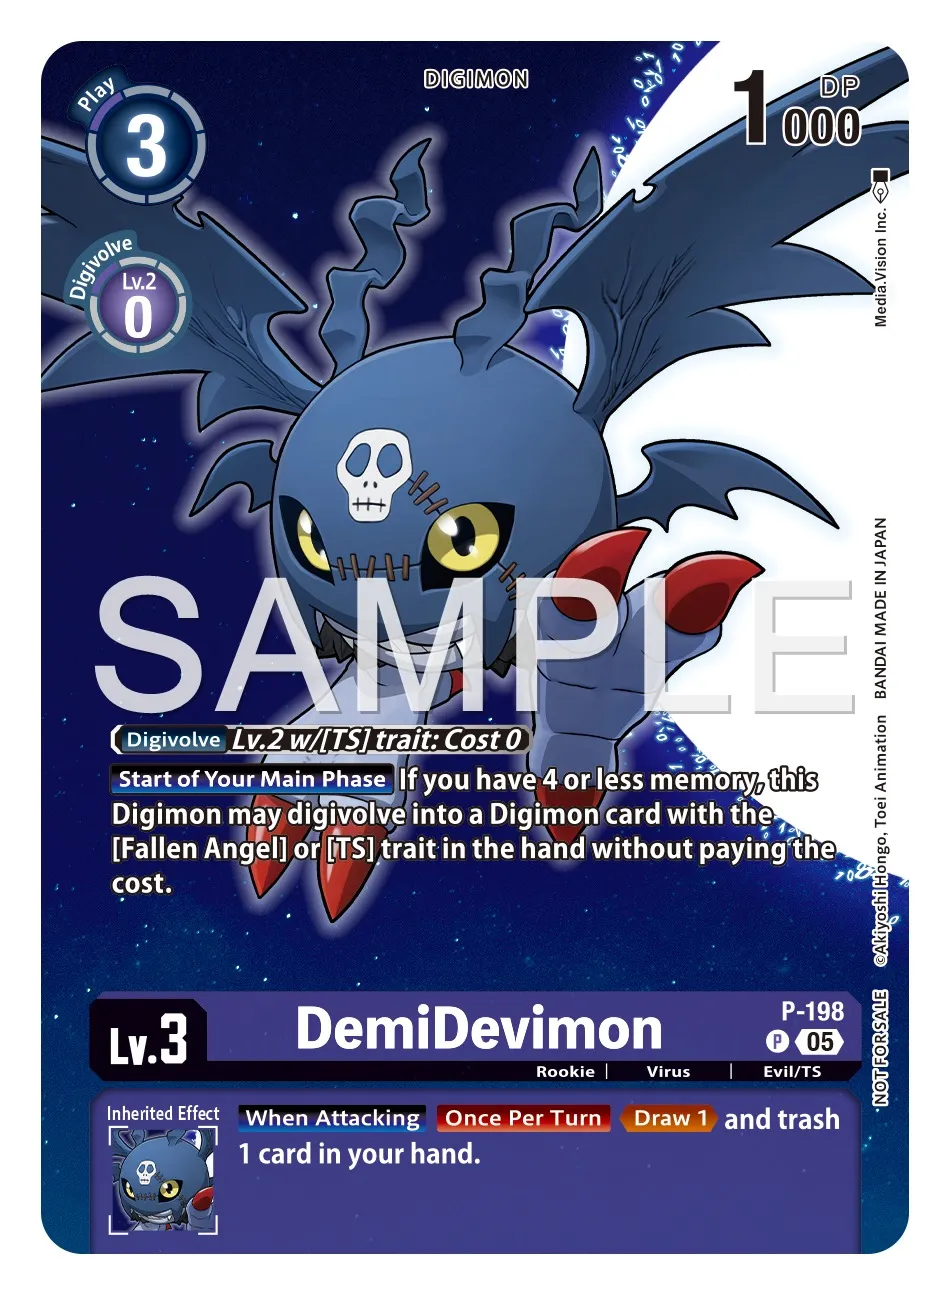 DIGIMON
Play
3
1000
DP
Digivolve
Lv.2
0
Media.Vision Inc.
SAMPLE
BANDAI MADE IN JAPAN
©Akiyoshi Hongo, Toei Animation
NOT FOR SALE
Digivolve Lv.2 w/[TS] trait: Cost 0
Start of Your Main Phase If you have 4 or less memory, this
Digimon may digivolve into a Digimon card with the
[Fallen Angel] or [TS] trait in the hand without paying the
cost.
Lv.3
DemiDevimon
P-198
P 05
Rookie | Virus | Evil/TS
Inherited Effect
When Attacking Once Per Turn Draw 1 and trash
1 card in your hand.